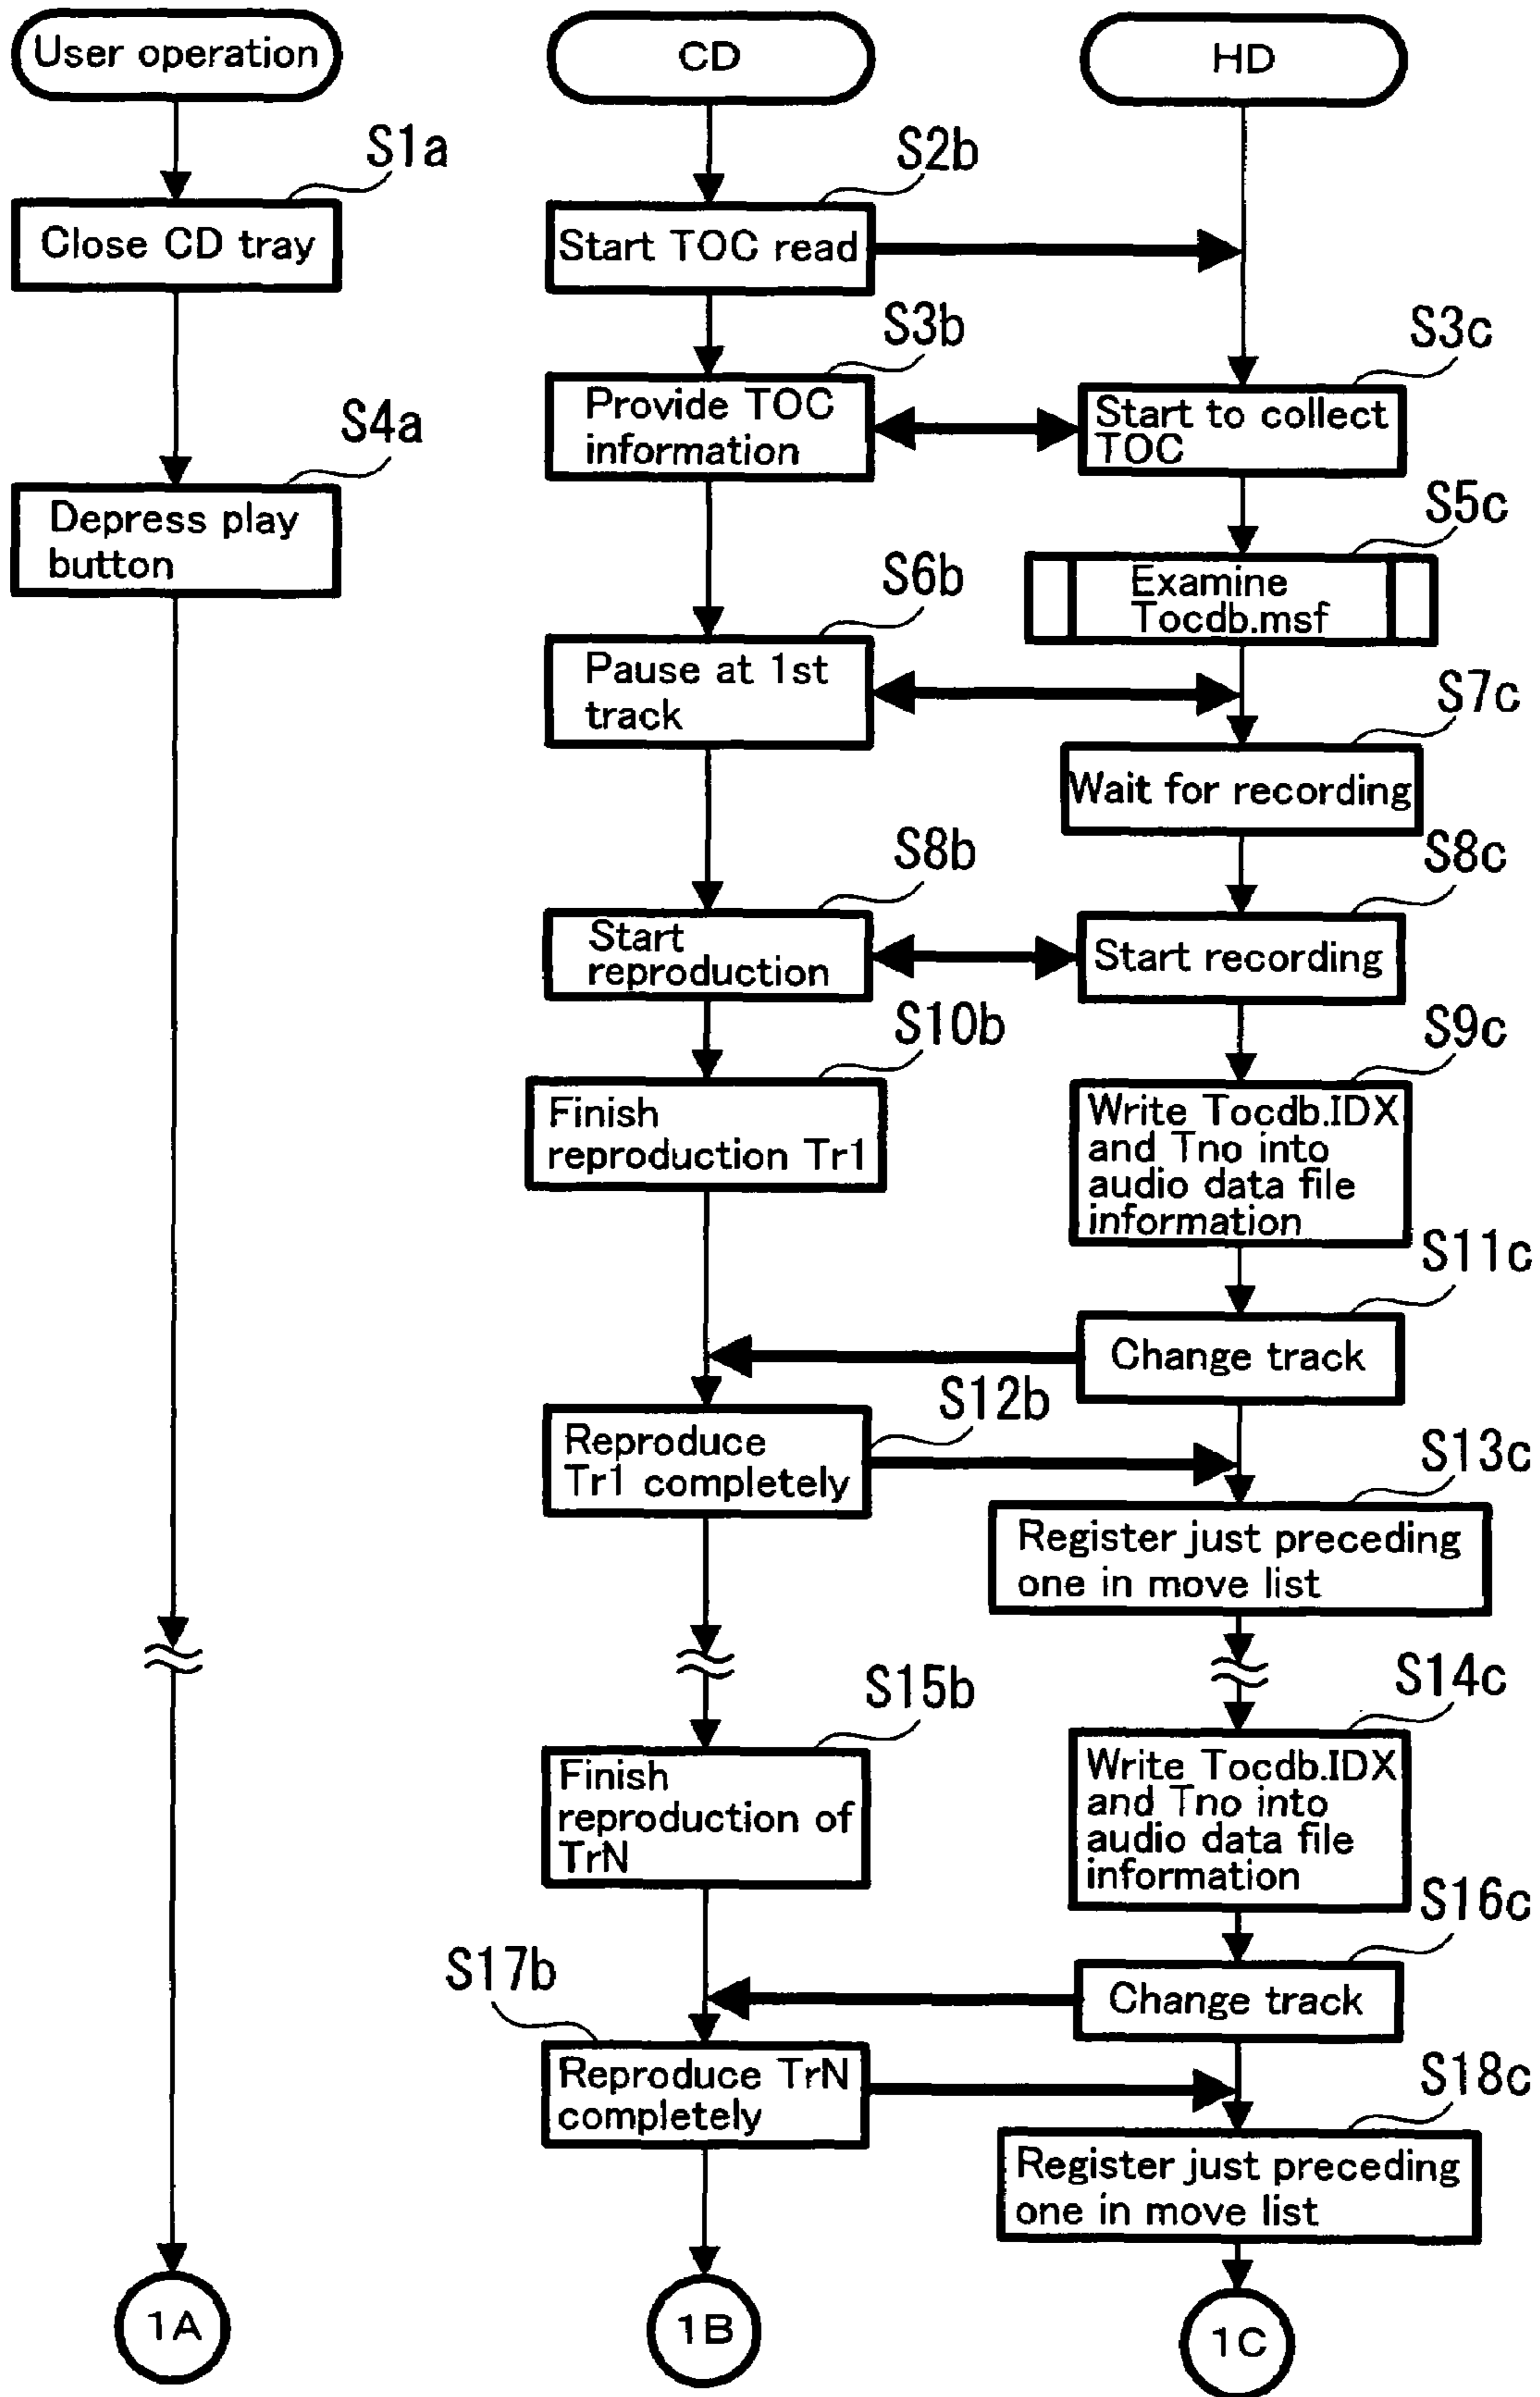 User operation
CD
HD
S1a
S2b
Close CD tray
Start TOC read
S3b
S3c
Provide TOC
information
Start to collect
TOC
S4a
Depress play
button
S5c
Examine
Tocdb.msf
S6b
Pause at 1st
track
S7c
Wait for recording
S8b
S8c
Start
reproduction
Start recording
S10b
S9c
Finish
reproduction Tr1
Write Tocdb.IDX
and Tno into
audio data file
information
S11c
Change track
S12b
Reproduce
Tr1 completely
S13c
Register just preceding
one in move list
S15b
S14c
Finish
reproduction of
TrN
Write Tocdb.IDX
and Tno into
audio data file
information
S16c
Change track
S17b
Reproduce TrN
completely
S18c
Register just preceding
one in move list
1A
1B
1C